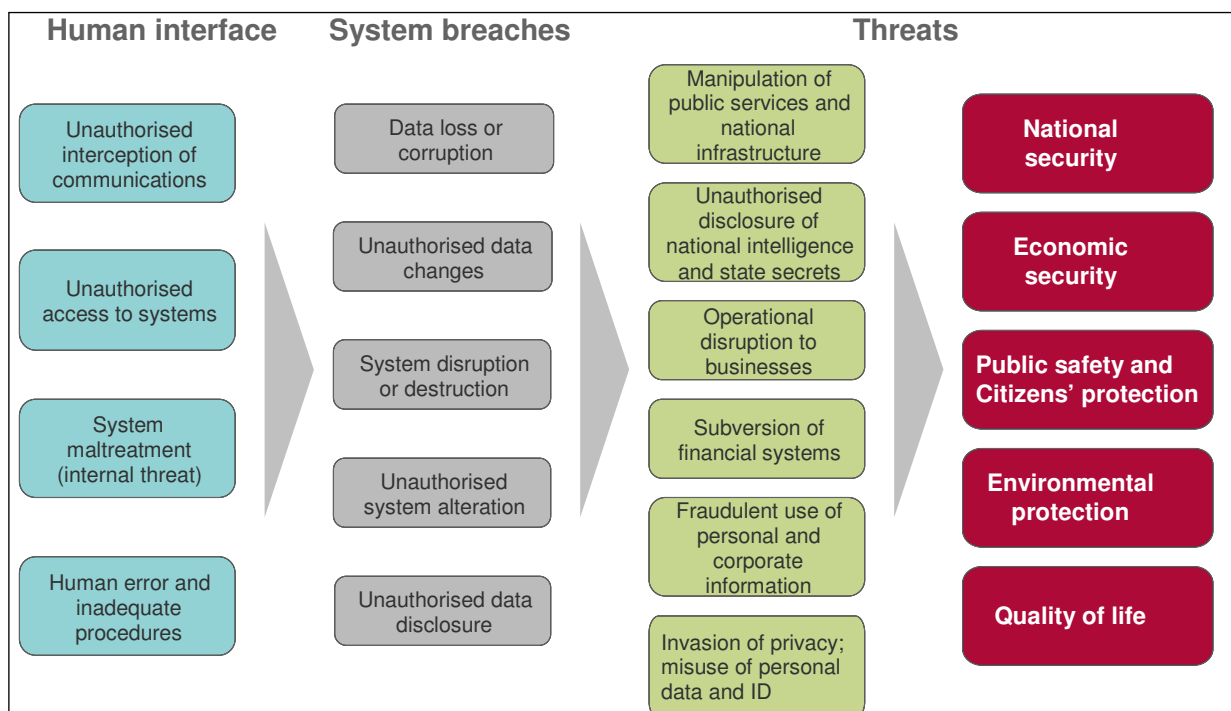 Human interface
System breaches
Threats
Unauthorised
interception of
communications
Unauthorised
access to systems
System
maltreatment
(internal threat)
Human error and
inadequate
procedures
Data loss or
corruption
Unauthorised data
changes
System disruption
or destruction
Unauthorised
system alteration
Unauthorised data
disclosure
Manipulation of
public services and
national
infrastructure
Unauthorised
disclosure of
national intelligence
and state secrets
Operational
disruption to
businesses
Subversion of
financial systems
Fraudulent use of
personal and
corporate
information
Invasion of privacy;
misuse of personal
data and ID
National
security
Economic
security
Public safety and
Citizens’ protection
Environmental
protection
Quality of life